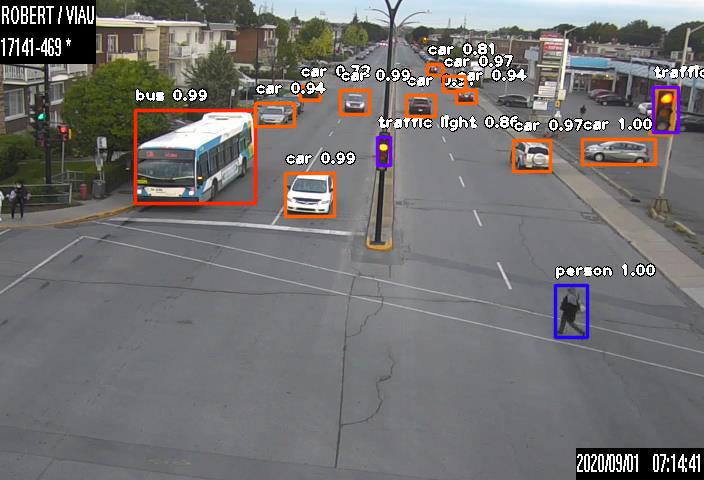 ROBERT / VIAU
17141-469 *
car 0.81
car 0.97
car 0.72
car 0.99
car 0.94
car
traffic
car 0.94
bus 0.99
traffic light 0.86
car 0.97
car 1.00
car 0.99
person 1.00
2020/09/01 07:14:41